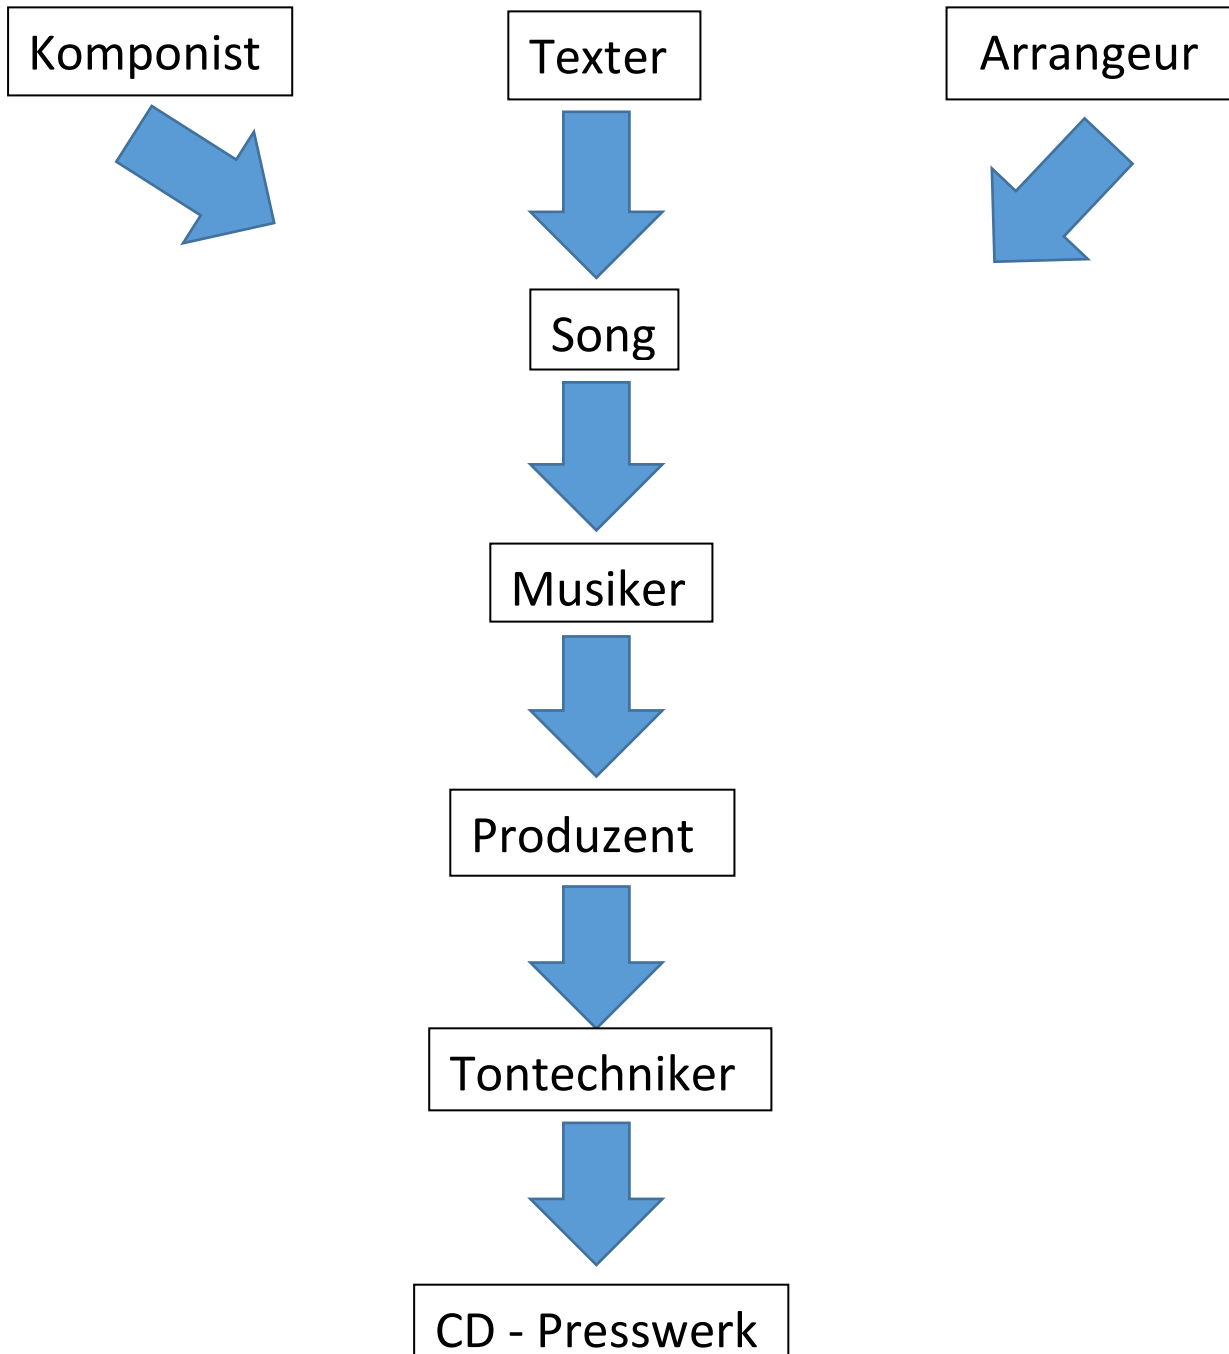 Komponist
Texter
Arrangeur
Song
Musiker
Produzent
Tontechniker
CD - Presswerk